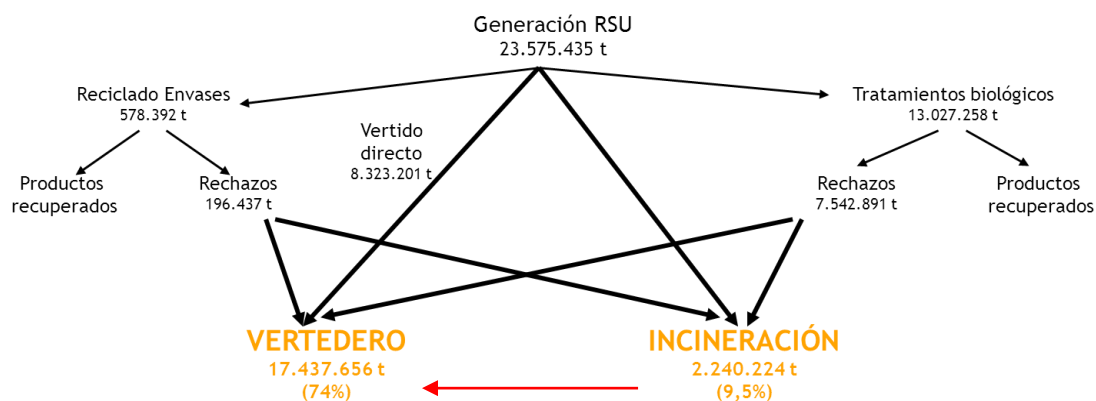 Generación RSU
23.575.435 t
Reciclado Envases
578.392 t
Tratamientos biológicos
13.027.258 t
Vertido
directo
8.323.201 t
Productos
recuperados
Rechazos
196.437 t
Rechazos
7.542.891 t
Productos
recuperados
VERTEDERO
17.437.656 t
(74%)
INCINERACIÓN
2.240.224 t
(9,5%)